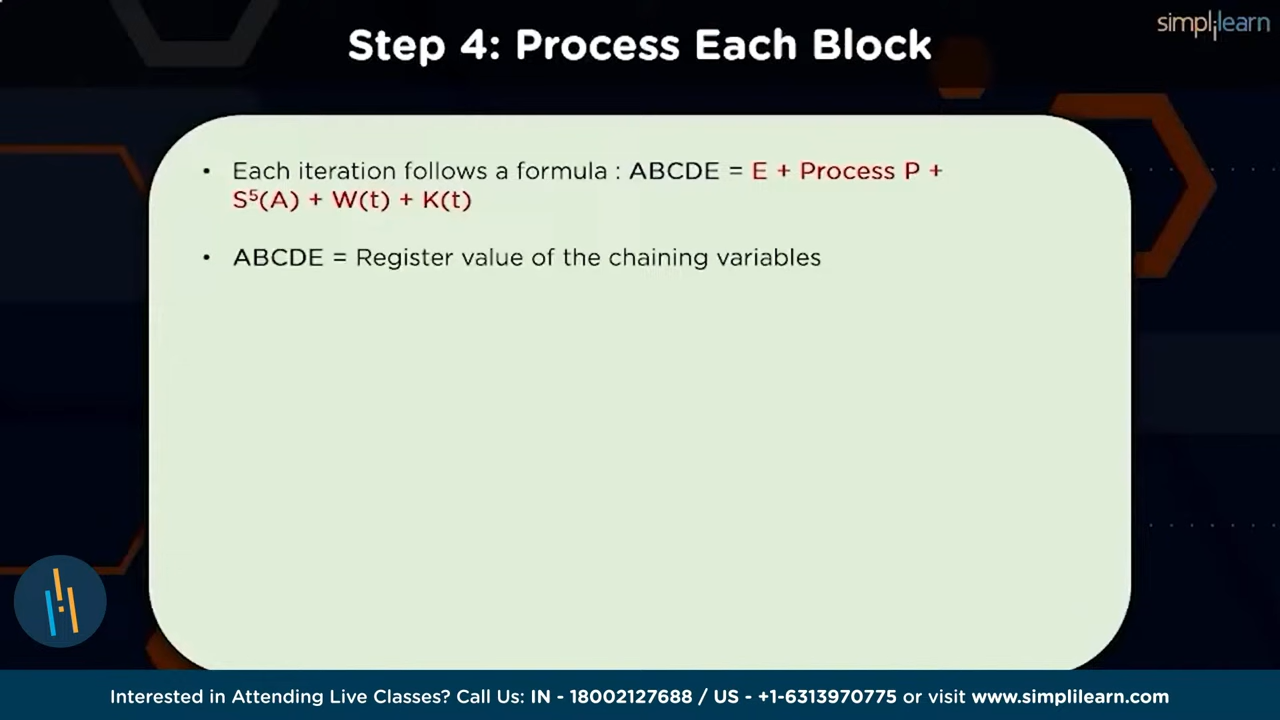 simplilearn
Step 4: Process Each Block
• Each iteration follows a formula : ABCDE = E + Process P +
S⁵(A) + W(t) + K(t)
• ABCDE = Register value of the chaining variables
Interested in Attending Live Classes? Call Us: IN - 18002127688 / US - +1-6313970775 or visit www.simplilearn.com